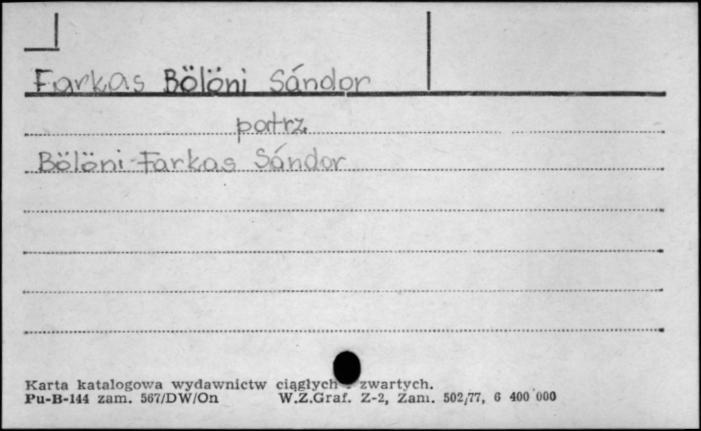 Farkas Bölöni Sándor
patrz
Bölöni-Farkas Sándor
Karta katalogowa wydawnictw ciągłych zwartych.
Pu-B-144 zam. 567/DW/On W.Z.Graf. Z-2, Zam. 502/77, 6 400 000